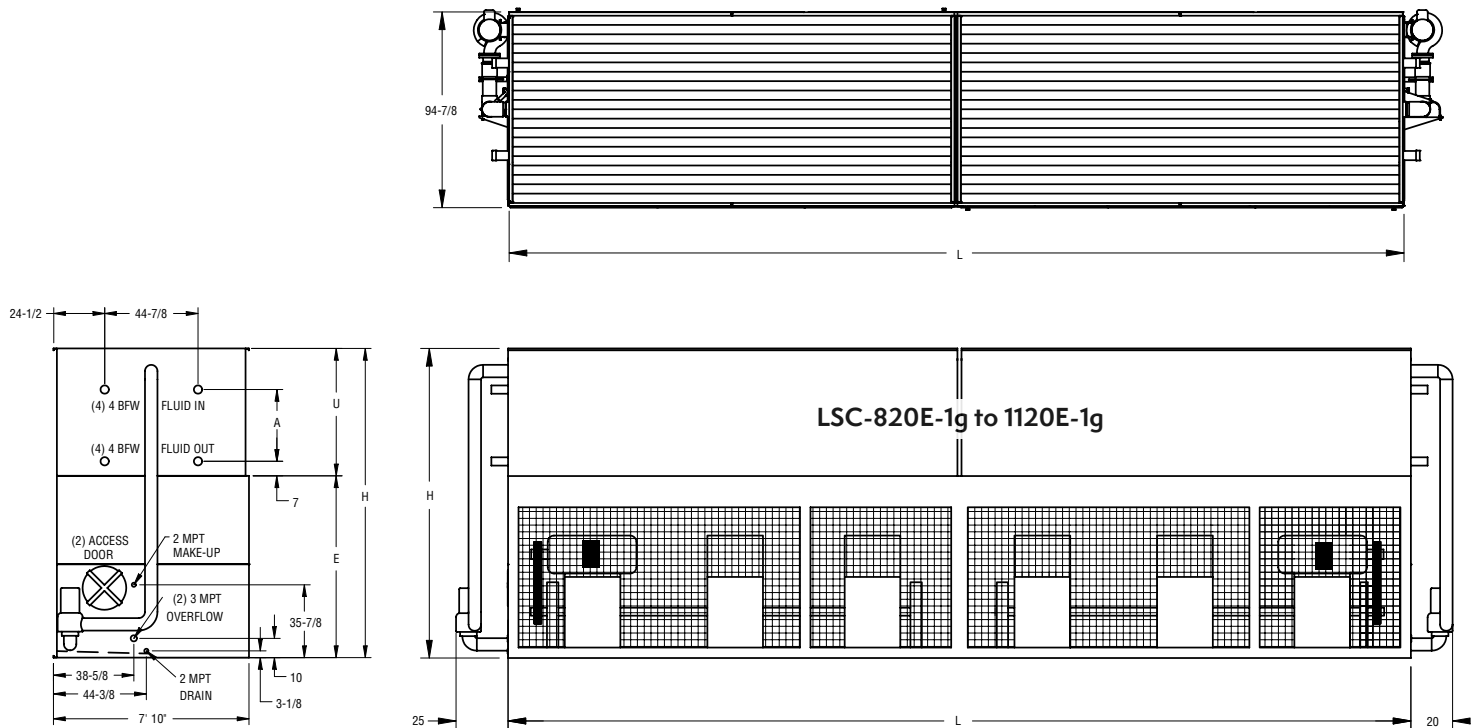 94-7/8
L
24-1/2
44-7/8
(4) 4 BFW FLUID IN
A
U
(4) 4 BFW FLUID OUT
7
H
H
LSC-820E-1g to 1120E-1g
(2) ACCESS
DOOR
2 MPT
MAKE-UP
E
(2) 3 MPT
OVERFLOW
35-7/8
38-5/8
10
44-3/8
2 MPT
DRAIN
3-1/8
7' 10"
25
L
20